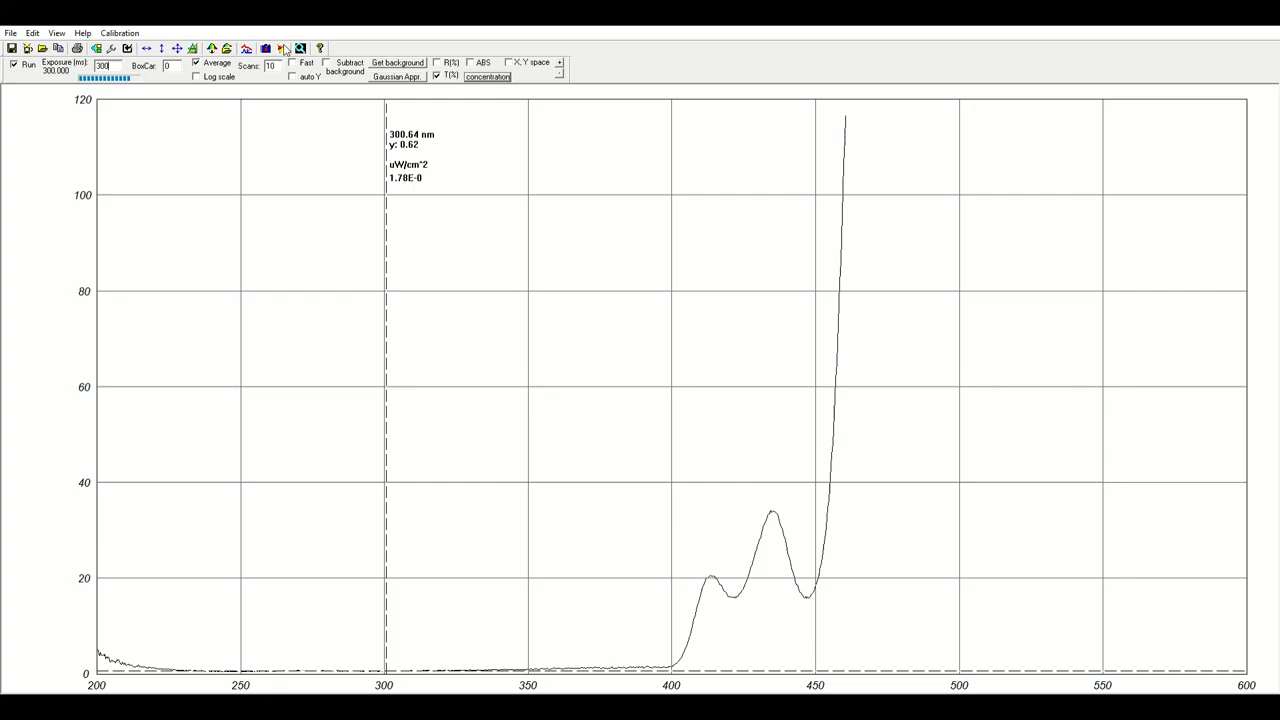 File Edit View Help Calibration
Run Exposure (ms): 300 BoxCar: 0 Average Scans: 10 Fast Subtract background Get background R(%) ABS X, Y space +
300.000 Log scale auto Y Gaussian Appr. T(%) concentration -
120
100
80
60
40
20
0
300.64 nm
y: 0.62
uW/cm^2
1.78E-0
200 250 300 350 400 450 500 550 600